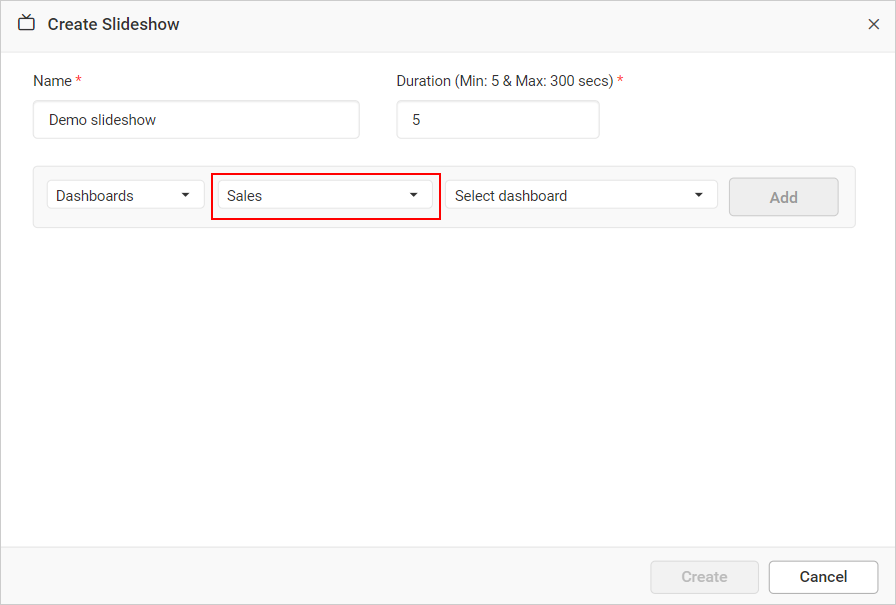 Create Slideshow
Name * Duration (Min: 5 & Max: 300 secs) *
Demo slideshow 5
Dashboards Sales Select dashboard Add
Create Cancel